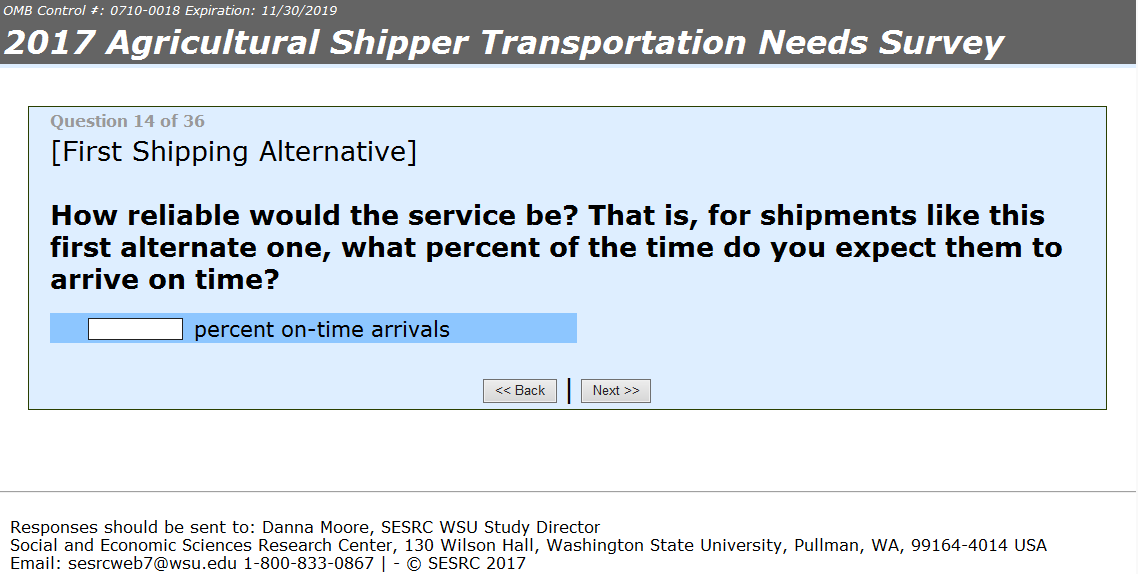 OMB Control #: 0710-0018 Expiration: 11/30/2019
2017 Agricultural Shipper Transportation Needs Survey
Question 14 of 36
[First Shipping Alternative]
How reliable would the service be? That is, for shipments like this
first alternate one, what percent of the time do you expect them to
arrive on time?
percent on-time arrivals
<< Back | Next >>
Responses should be sent to: Danna Moore, SESRC WSU Study Director
Social and Economic Sciences Research Center, 130 Wilson Hall, Washington State University, Pullman, WA, 99164-4014 USA
Email: sesrcweb7@wsu.edu 1-800-833-0867 | - © SESRC 2017